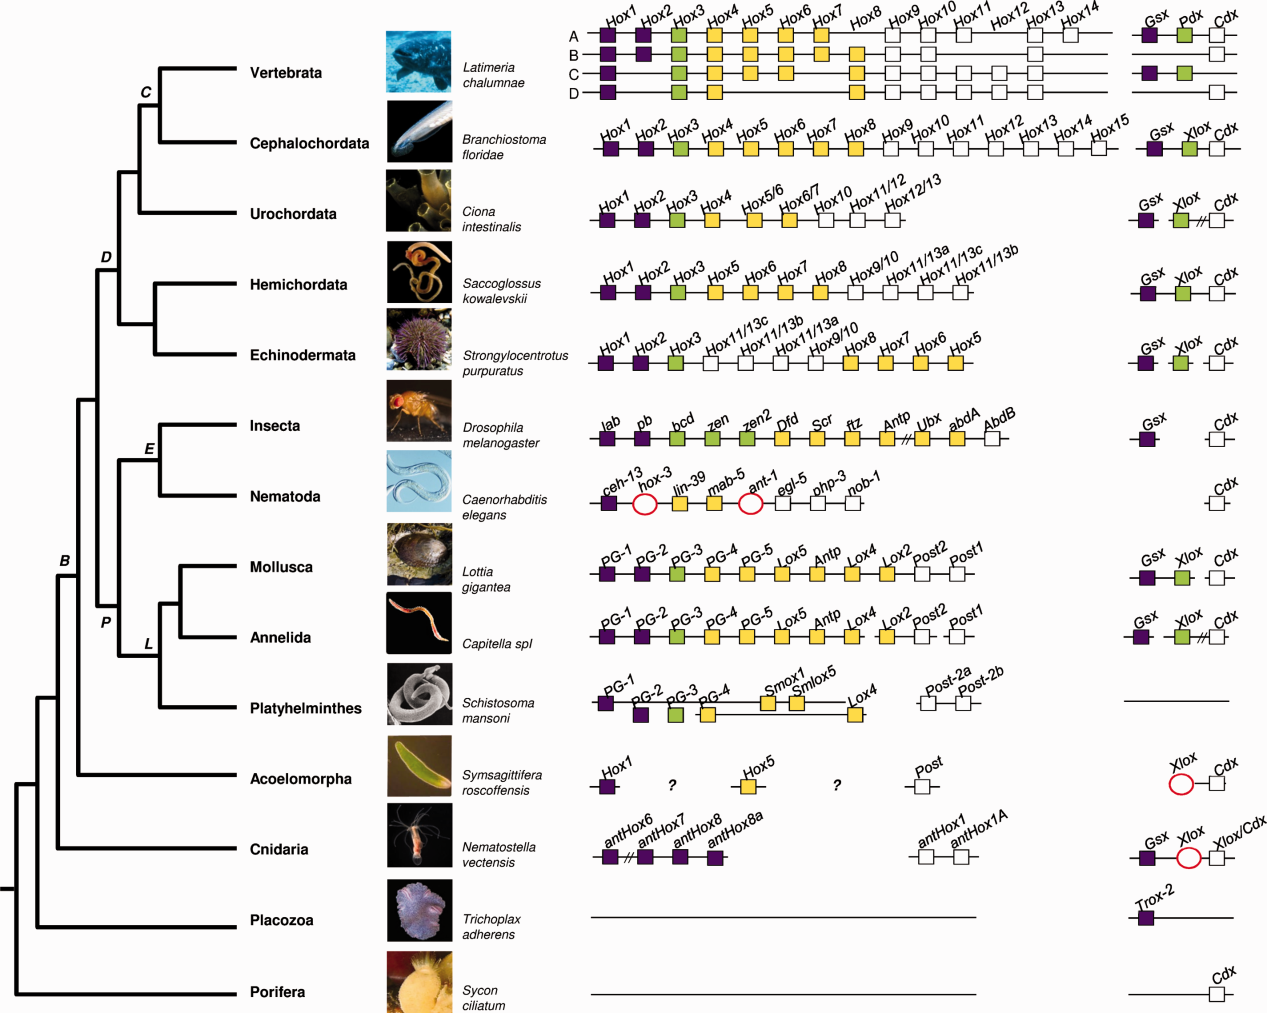 Hox1 Hox2 Hox3 Hox4 Hox5 Hox6 Hox7 Hox8 Hox9 Hox10 Hox11 Hox12 Hox13 Hox14 Gsx Pdx Cdx
A
B
C
D
C
Vertebrata
Latimeria
chalumnae
Hox1 Hox2 Hox3 Hox4 Hox5 Hox6 Hox7 Hox8 Hox9 Hox10 Hox11 Hox12 Hox13 Hox14 Hox15 Gsx Xlox Cdx
Cephalochordata
Branchiostoma
floridae
Hox1 Hox2 Hox3 Hox4 Hox5/6 Hox6/7 Hox10 Hox11/12 Hox12/13 Gsx Xlox Cdx
Urochordata
Ciona
intestinalis
D
Hox1 Hox2 Hox3 Hox5 Hox6 Hox7 Hox8 Hox9/10 Hox11/13a Hox11/13c Hox11/13b Gsx Xlox Cdx
Hemichordata
Saccoglossus
kowalevskii
Hox1 Hox2 Hox3 Hox11/13c Hox11/13b Hox11/13a Hox9/10 Hox8 Hox7 Hox6 Hox5 Gsx Xlox Cdx
Echinodermata
Strongylocentrotus
purpuratus
lab pb bcd zen zen2 Dfd Scr ftz Antp Ubx abdA AbdB Gsx Cdx
Insecta
Drosophila
melanogaster
E
ceh-13 hox-3 lin-39 mab-5 ant-1 egl-5 php-3 nob-1 Cdx
Nematoda
Caenorhabditis
elegans
B
PG-1 PG-2 PG-3 PG-4 PG-5 Lox5 Antp Lox4 Lox2 Post2 Post1 Gsx Xlox Cdx
Mollusca
Lottia
gigantea
P
PG-1 PG-2 PG-3 PG-4 PG-5 Lox5 Antp Lox4 Lox2 Post2 Post1 Gsx Xlox Cdx
L
Annelida
Capitella spI
PG-1 PG-2 PG-3 PG-4 Smox1 Smlox5 Lox4 Post-2a Post-2b
Platyhelminthes
Schistosoma
mansoni
Hox1 ? Hox5 ? Post Xlox Cdx
Acoelomorpha
Symsagittifera
roscoffensis
antHox6 antHox7 antHox8 antHox8a antHox1 antHox1A Gsx Xlox Xlox/Cdx
Cnidaria
Nematostella
vectensis
Trox-2
Placozoa
Trichoplax
adherens
Cdx
Porifera
Sycon
ciliatum